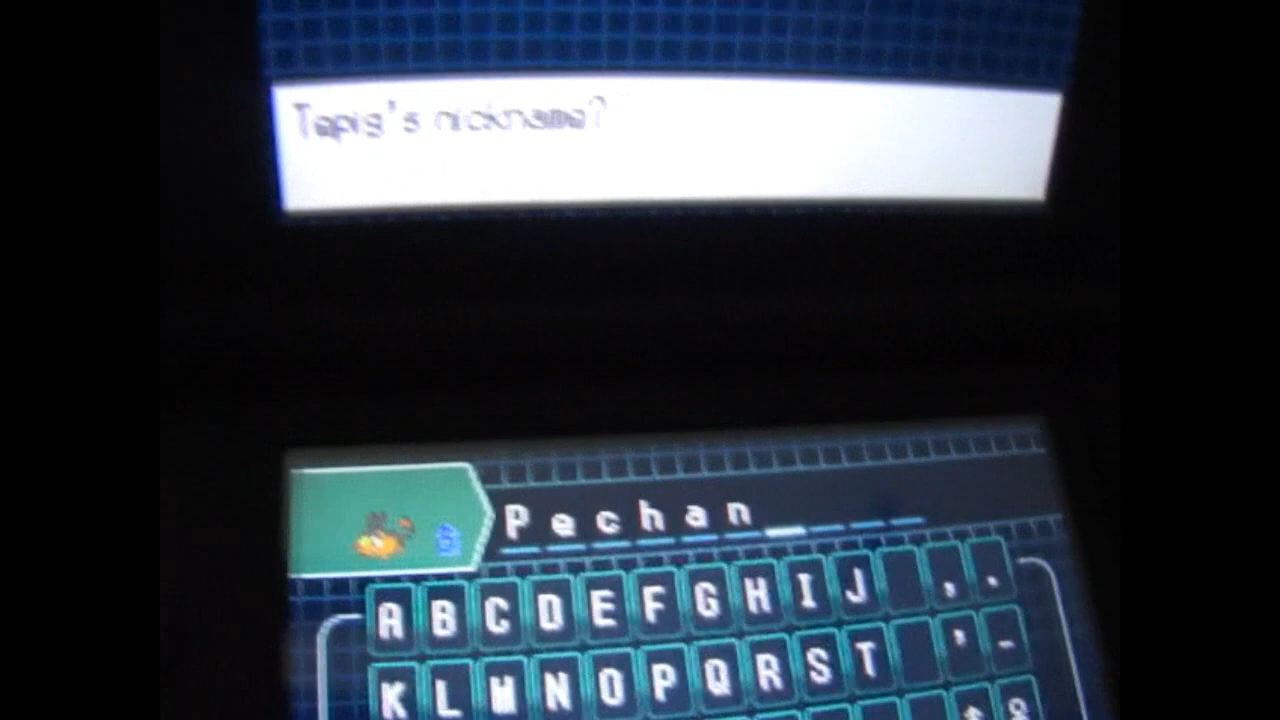 Tepig's nickname?
Pechan
A B C D E F G H I J , .
K L M N O P Q R S T ' -